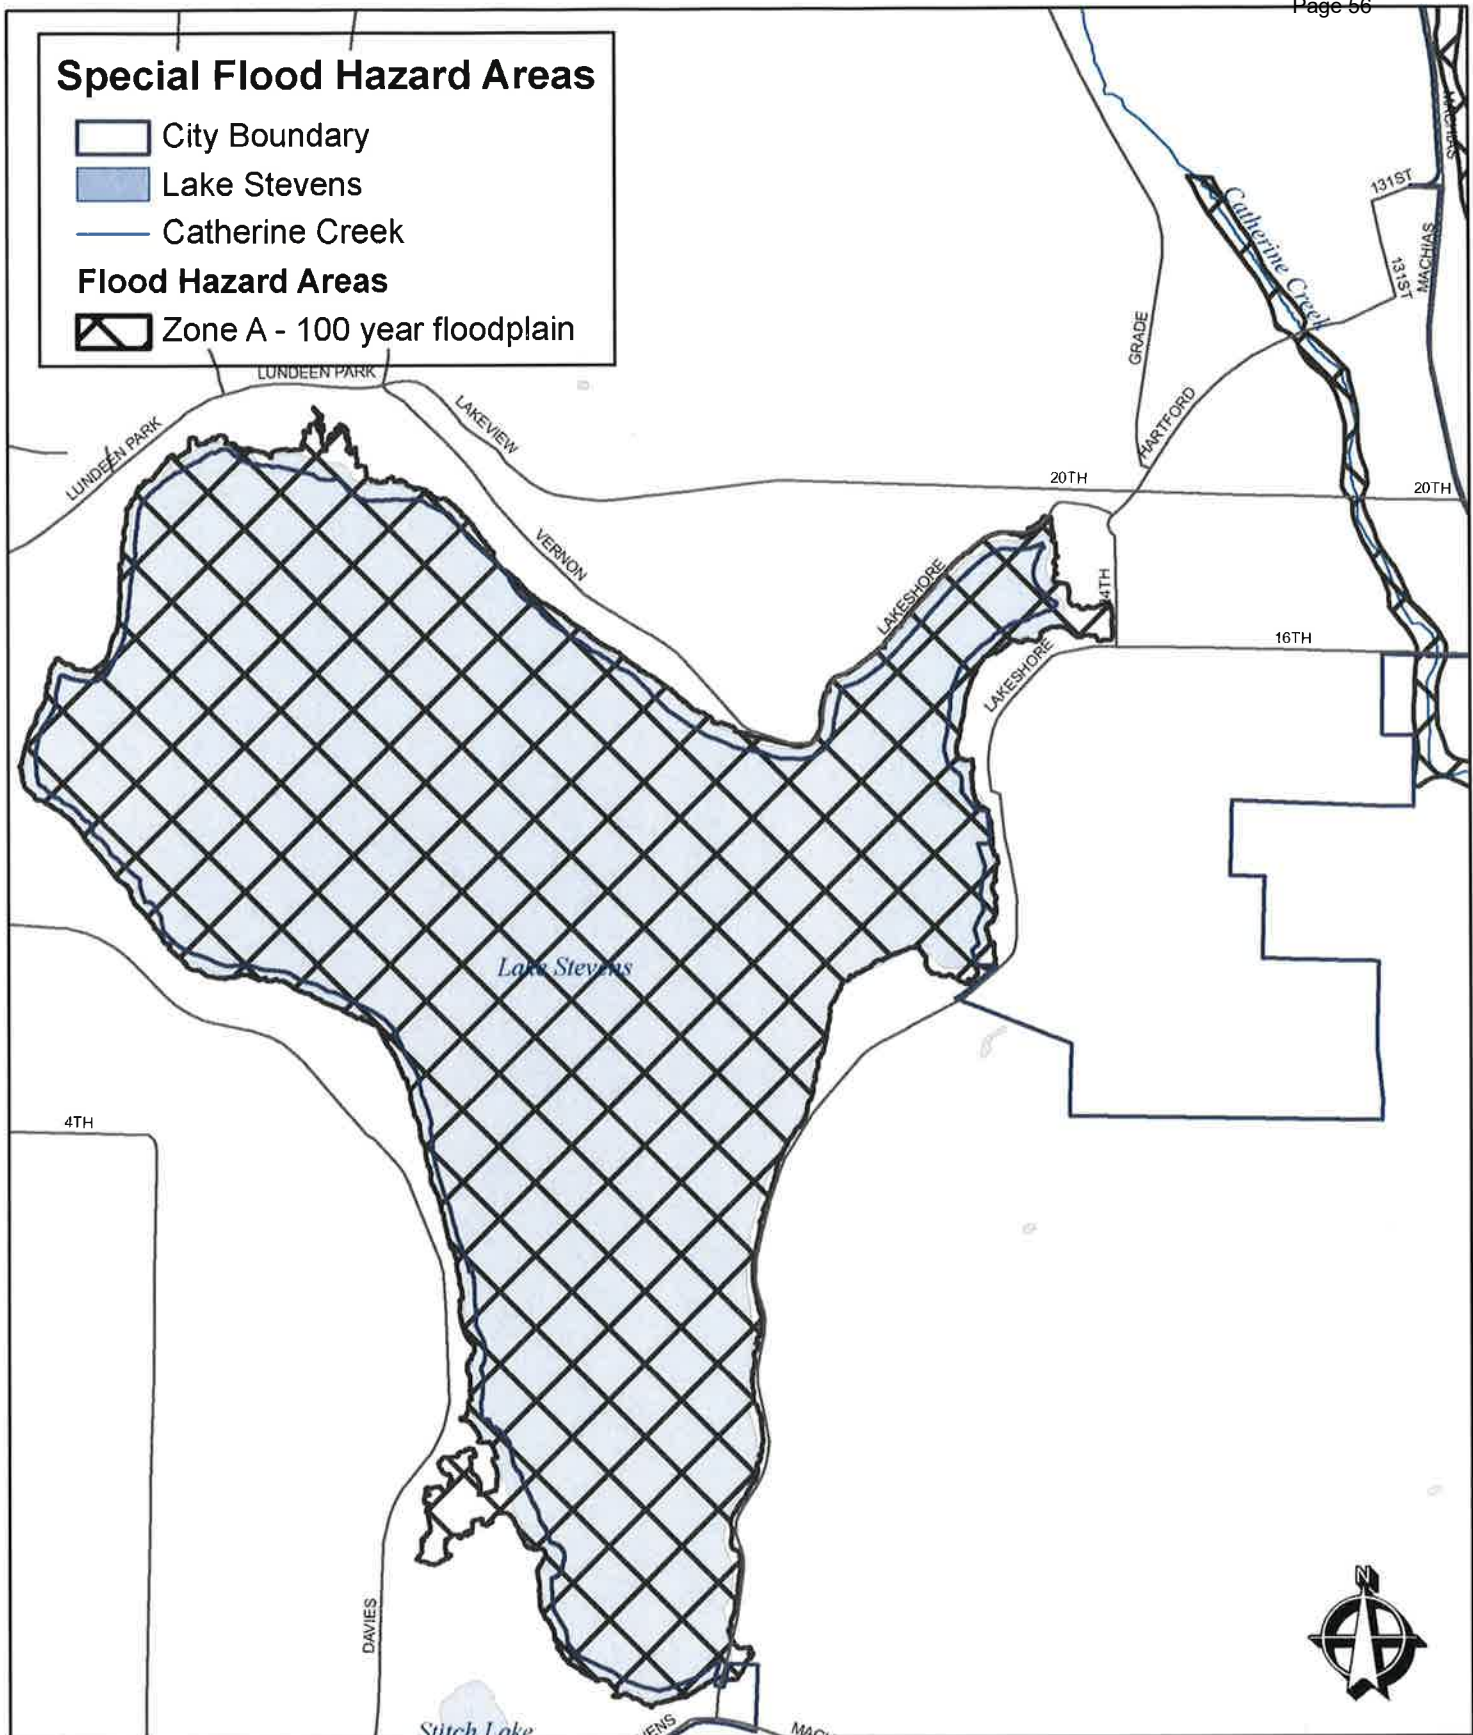 Page 56
Special Flood Hazard Areas
City Boundary
Lake Stevens
Catherine Creek
Flood Hazard Areas
Zone A - 100 year floodplain
MACHIAS
131ST
Catherine Creek
MACHIAS
131ST
GRADE
LUNDEEN PARK
LAKEVIEW
HARTFORD
LUNDEEN PARK
20TH
20TH
VERNON
LAKESHORE
4TH
16TH
LAKESHORE
Lake Stevens
4TH
N
DAVIES
Stitch Lake